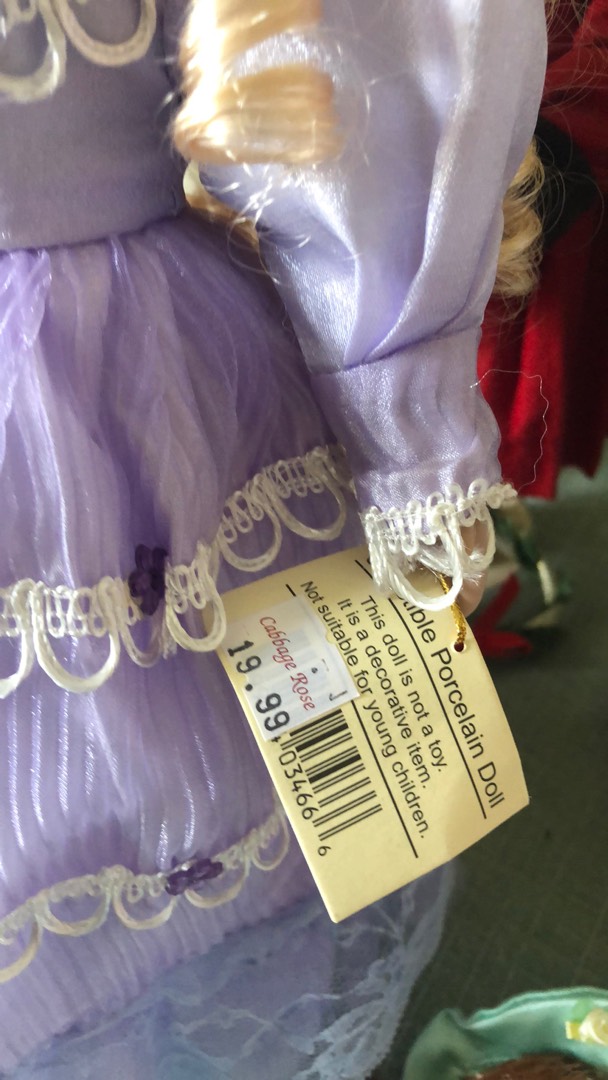 Porcelain Doll
This doll is not a toy.
It is a decorative item.
Not suitable for young children.
Cabbage Rose
19.99
03466 6